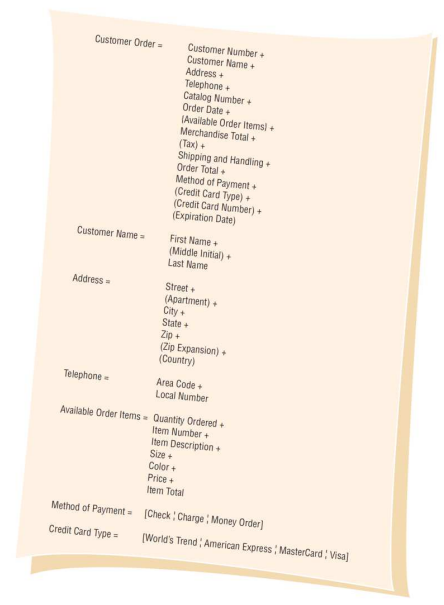 Customer Order = Customer Number +
Customer Name +
Address +
Telephone +
Catalog Number +
Order Date +
{Available Order Items} +
Merchandise Total +
(Tax) +
Shipping and Handling +
Order Total +
Method of Payment +
(Credit Card Type) +
(Credit Card Number) +
(Expiration Date)
Customer Name = First Name +
(Middle Initial) +
Last Name
Address = Street +
(Apartment) +
City +
State +
Zip +
(Zip Expansion) +
(Country)
Telephone = Area Code +
Local Number
Available Order Items = Quantity Ordered +
Item Number +
Item Description +
Size +
Color +
Price +
Item Total
Method of Payment = [Check ¦ Charge ¦ Money Order]
Credit Card Type = [World's Trend ¦ American Express ¦ MasterCard ¦ Visa]